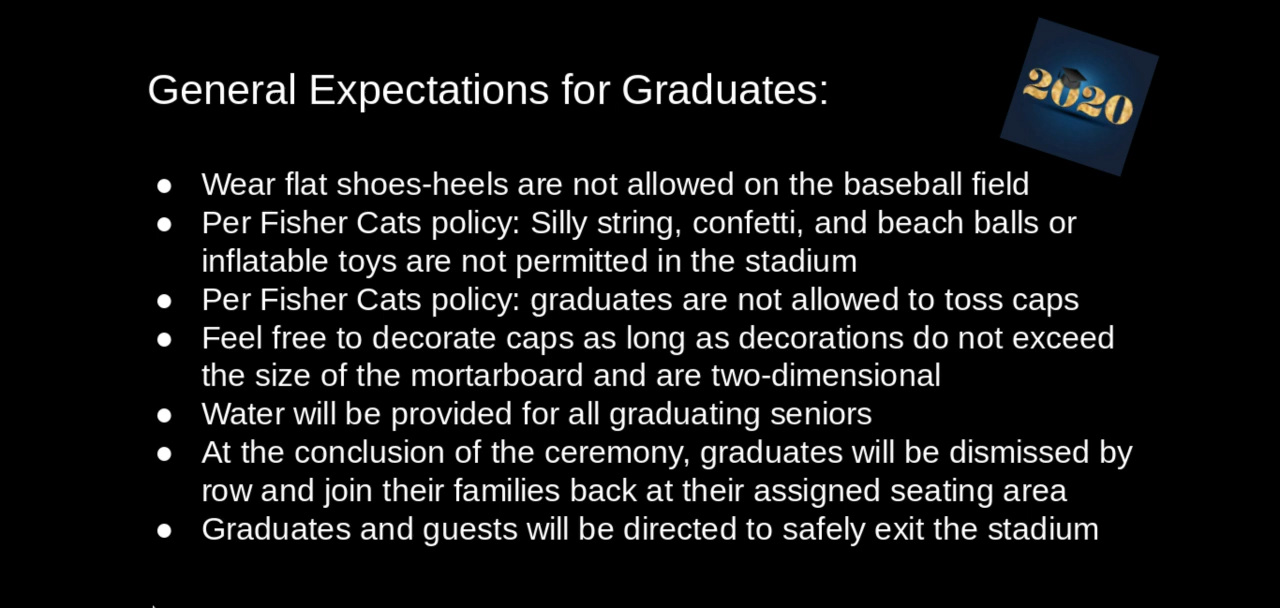 General Expectations for Graduates:
2020
● Wear flat shoes-heels are not allowed on the baseball field
● Per Fisher Cats policy: Silly string, confetti, and beach balls or
inflatable toys are not permitted in the stadium
● Per Fisher Cats policy: graduates are not allowed to toss caps
● Feel free to decorate caps as long as decorations do not exceed
the size of the mortarboard and are two-dimensional
● Water will be provided for all graduating seniors
● At the conclusion of the ceremony, graduates will be dismissed by
row and join their families back at their assigned seating area
● Graduates and guests will be directed to safely exit the stadium